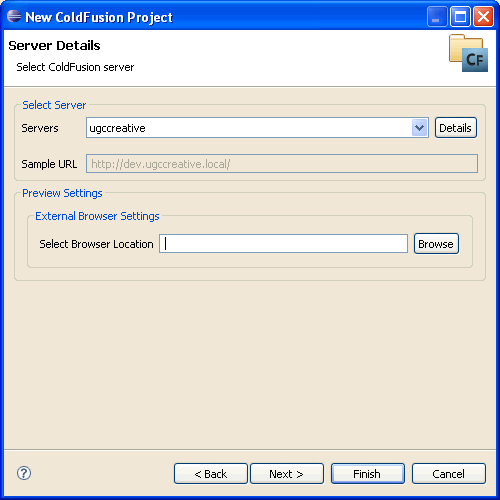 New ColdFusion Project
Server Details
Select ColdFusion server
CF
Select Server
Servers ugccreative Details
Sample URL http://dev.ugccreative.local/
Preview Settings
External Browser Settings
Select Browser Location Browse
? < Back Next > Finish Cancel